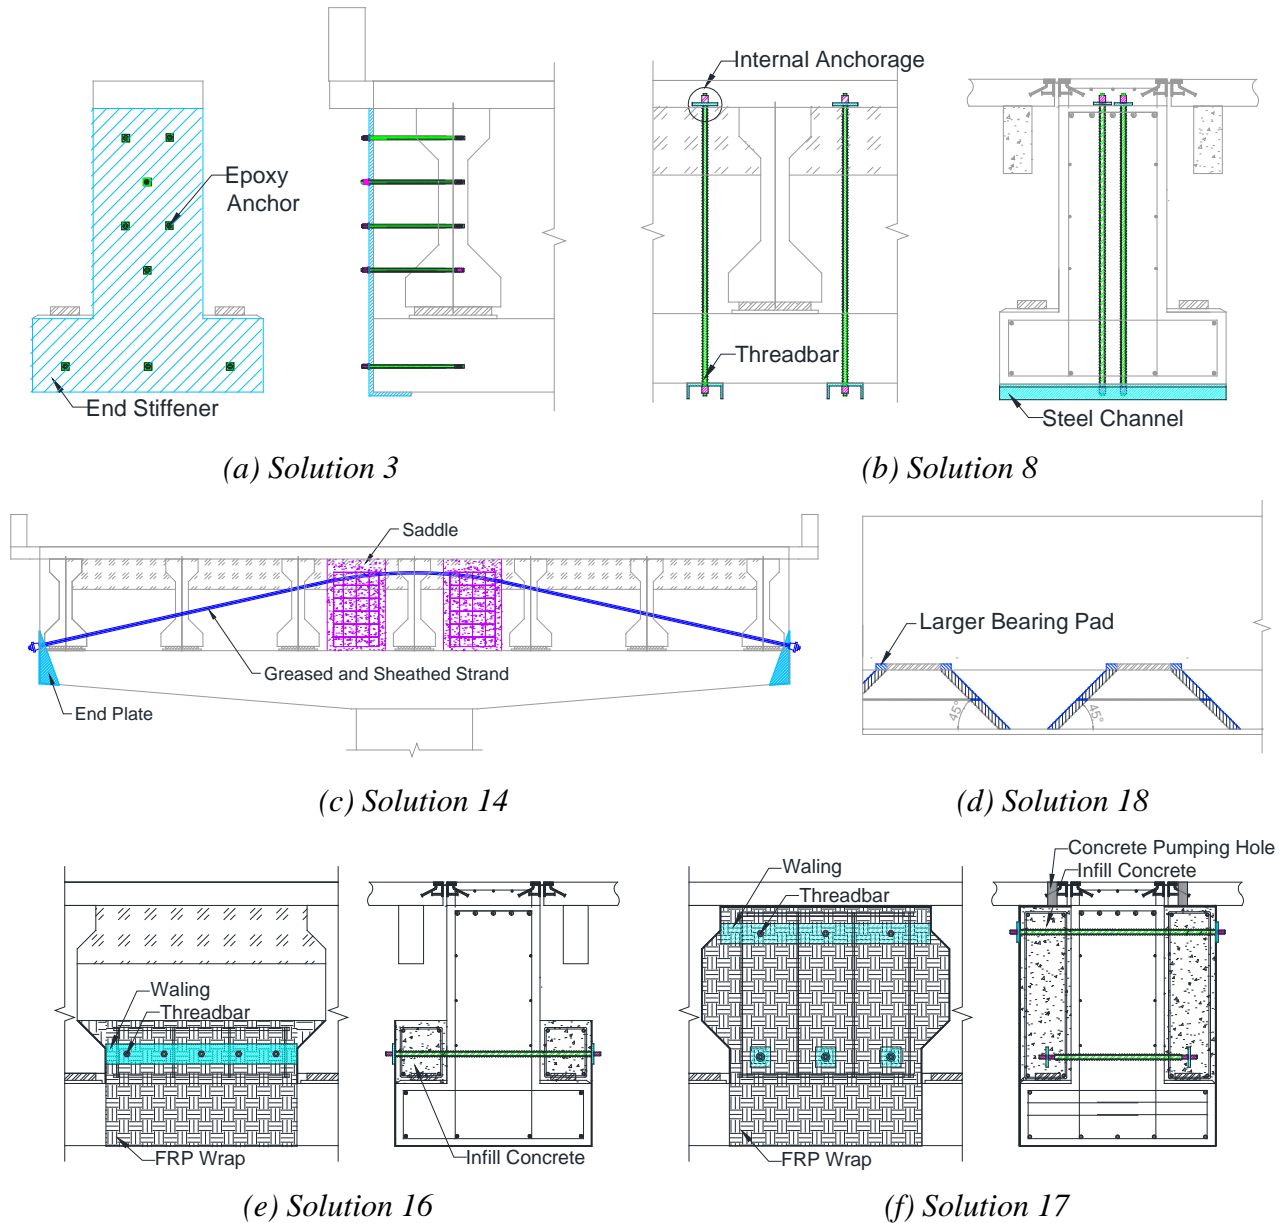 Epoxy
Anchor
End Stiffener
(a) Solution 3
Internal Anchorage
Threadbar
Steel Channel
(b) Solution 8
Saddle
Greased and Sheathed Strand
End Plate
(c) Solution 14
Larger Bearing Pad
45°
45°
(d) Solution 18
Waling
Threadbar
FRP Wrap
Infill Concrete
(e) Solution 16
Waling
Threadbar
FRP Wrap
Concrete Pumping Hole
Infill Concrete
(f) Solution 17